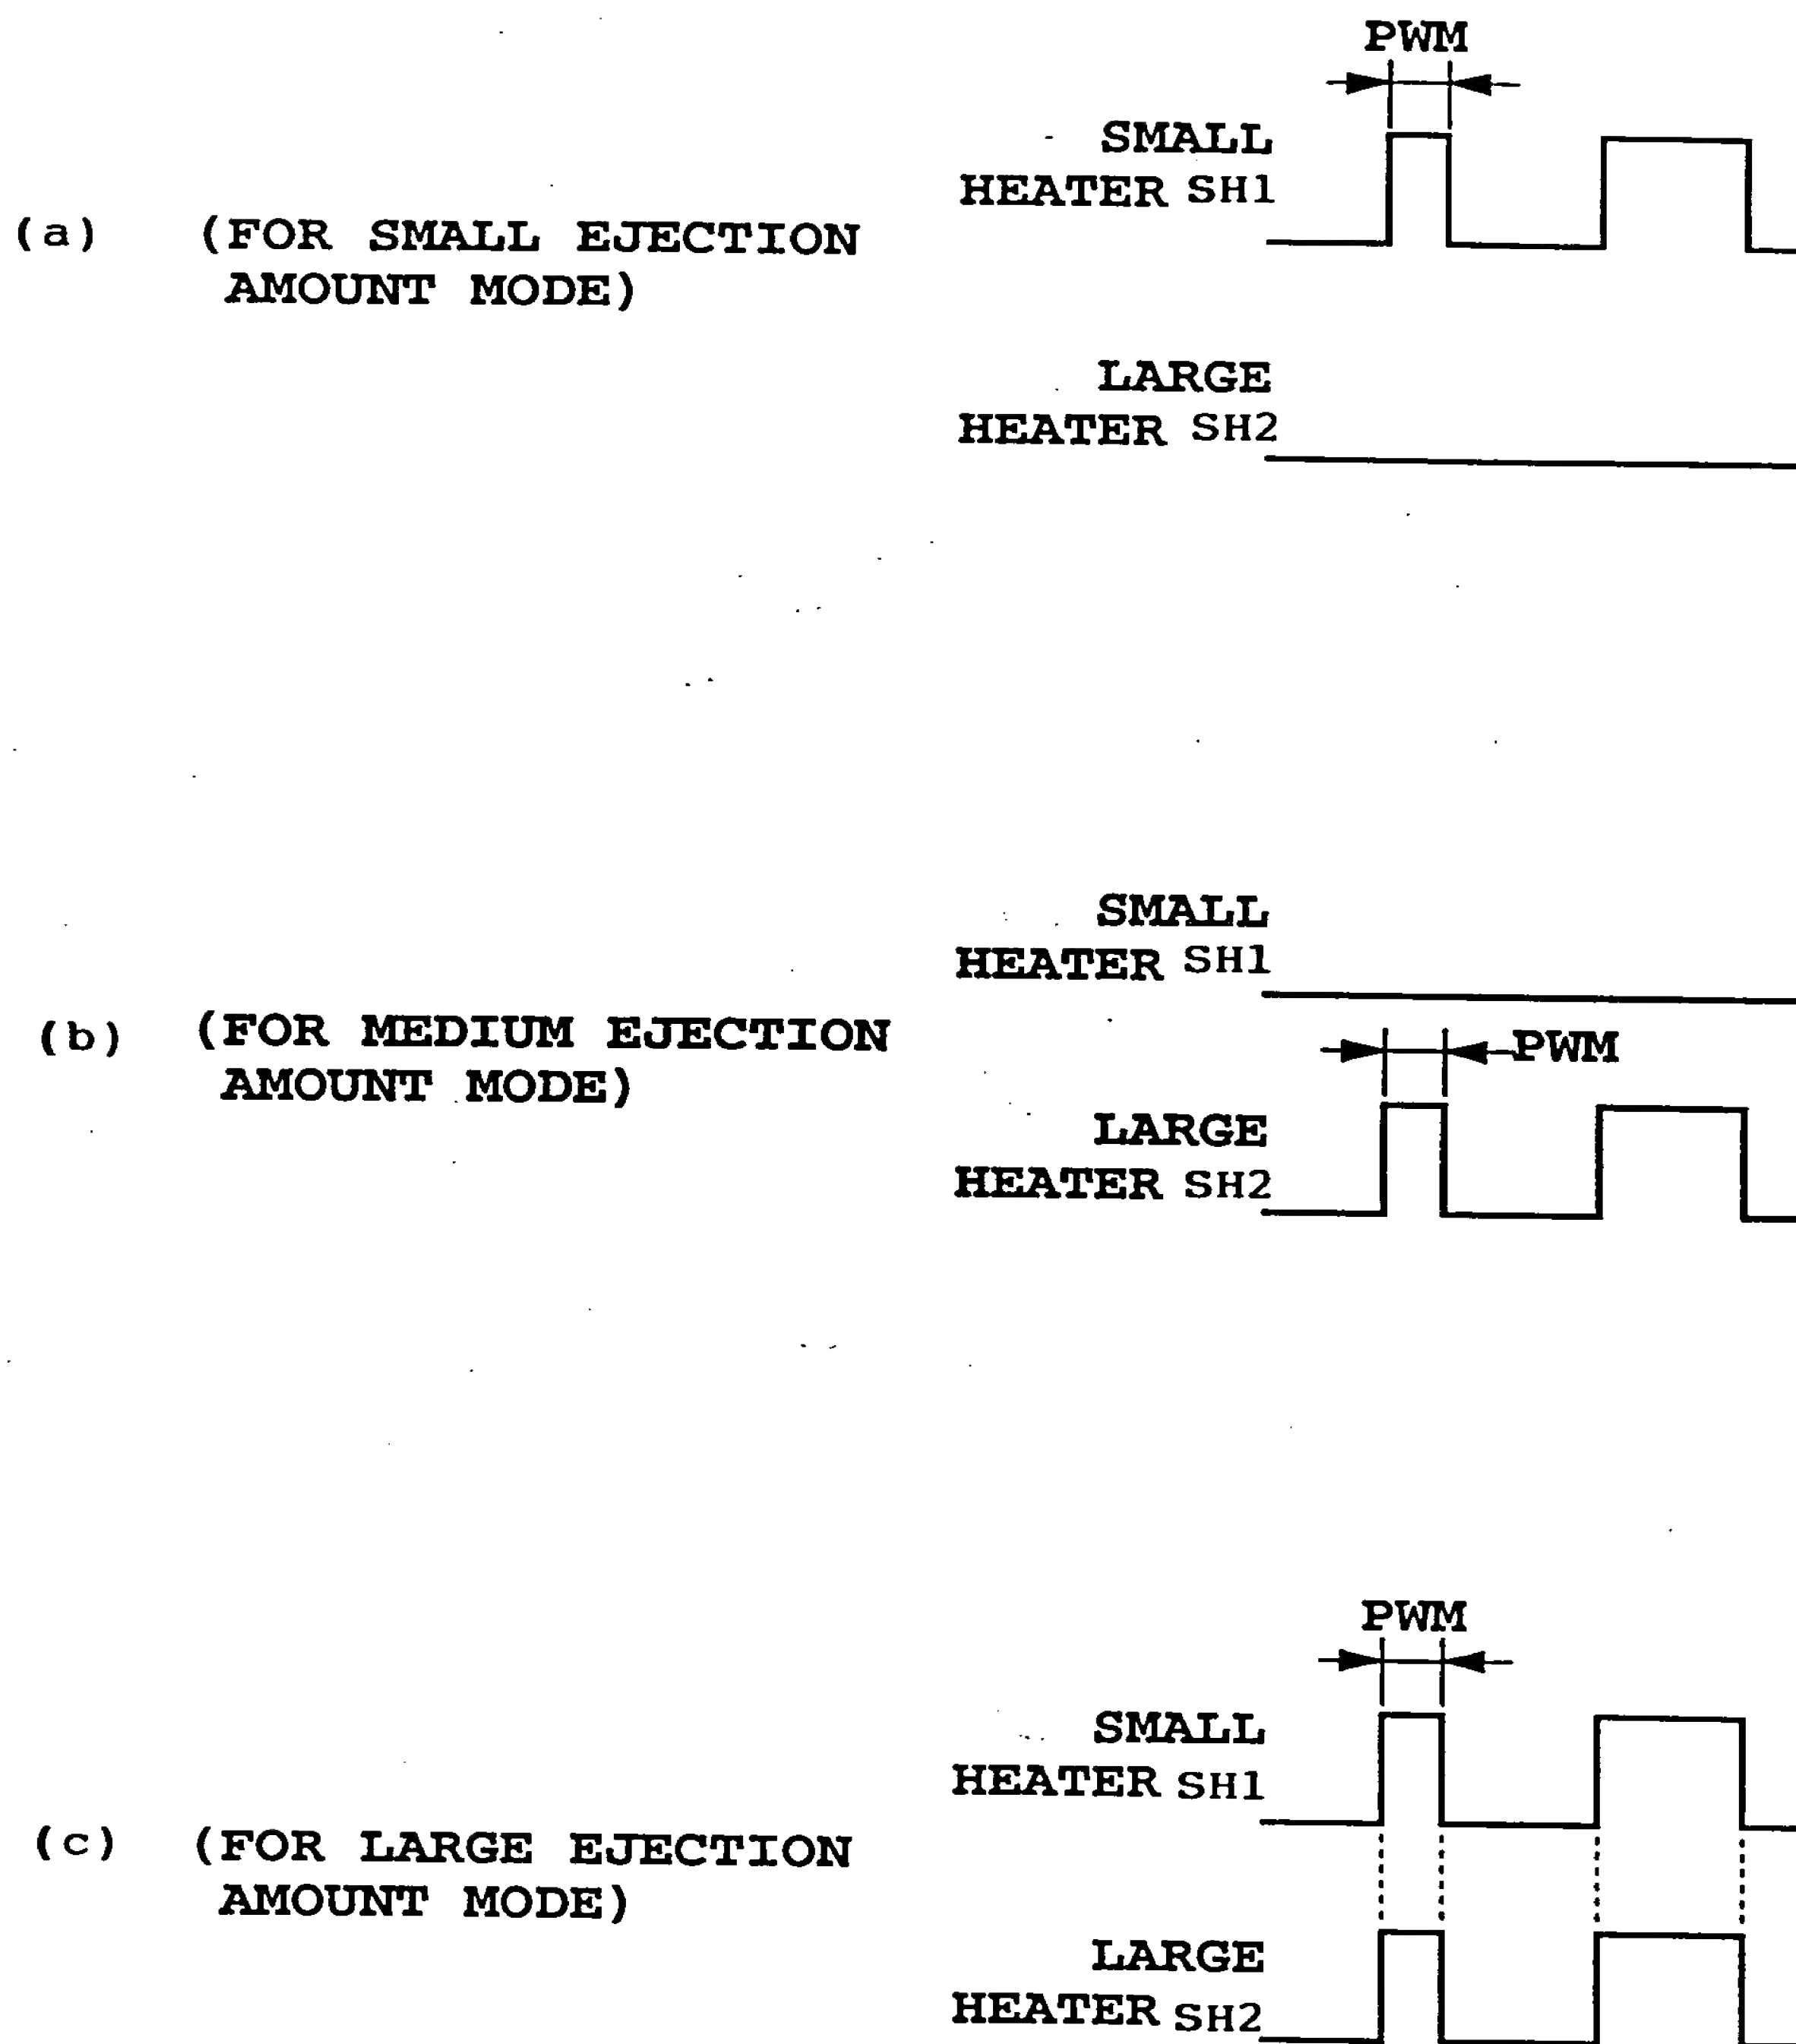 PWM
SMALL
HEATER SH1
(a) (FOR SMALL EJECTION
AMOUNT MODE)
LARGE
HEATER SH2
SMALL
HEATER SH1
(b) (FOR MEDIUM EJECTION
AMOUNT MODE)
PWM
LARGE
HEATER SH2
PWM
SMALL
HEATER SH1
(c) (FOR LARGE EJECTION
AMOUNT MODE)
LARGE
HEATER SH2